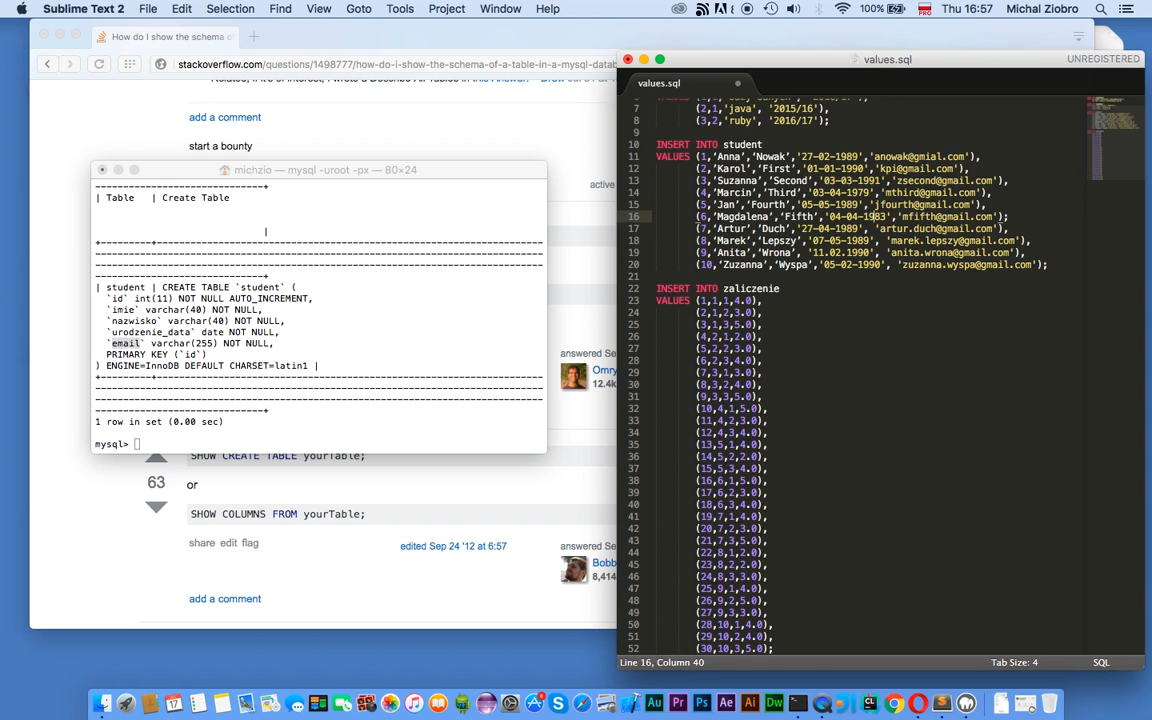 Sublime Text 2 File Edit Selection Find View Goto Tools Project Window Help 100% Thu 16:57 Michal Ziobro
How do I show the schema of
stackoverflow.com/questions/1498777/how-do-i-show-the-schema-of-a-table-in-a-mysql-datab
add a comment
start a bounty
active
michzio — mysql -uroot -px — 80×24
--------------------------+
| Table | Create Table
|
| student | CREATE TABLE `student` (
`id` int(11) NOT NULL AUTO_INCREMENT,
`imie` varchar(40) NOT NULL,
`nazwisko` varchar(40) NOT NULL,
`urodzenie_data` date NOT NULL,
`email` varchar(255) NOT NULL,
PRIMARY KEY (`id`)
) ENGINE=InnoDB DEFAULT CHARSET=latin1 |
1 row in set (0.00 sec)
mysql>
answered Sep
Omry
12.4k
SHOW CREATE TABLE yourTable;
63
or
SHOW COLUMNS FROM yourTable;
share edit flag
edited Sep 24 '12 at 6:57
answered Se
Bobb
8,414
add a comment
values.sql
UNREGISTERED
values.sql
7 (2,1,'java', '2015/16'),
8 (3,2,'ruby', '2016/17');
9
10 INSERT INTO student
11 VALUES (1,‘Anna’,‘Nowak’,'27-02-1989','anowak@gmial.com'),
12 (2,‘Karol’,‘First’,'01-01-1990','kpi@gmail.com'),
13 (3,‘Suzanna’,‘Second’,'03-03-1991','zsecond@gmail.com'),
14 (4,‘Marcin’,‘Third’,'03-04-1979','mthird@gmail.com'),
15 (5,‘Jan’,‘Fourth’,'05-05-1989','jfourth@gmail.com'),
16 (6,‘Magdalena’,‘Fifth’,'04-04-1983','mfifth@gmail.com');
17 (7,‘Artur’,‘Duch’,'27-04-1989', 'artur.duch@gmail.com'),
18 (8,‘Marek’,‘Lepszy’,'07-05-1989', 'marek.lepszy@gmail.com'),
19 (9,‘Anita’,‘Wrona’, '11.02.1990', 'anita.wrona@gmail.com'),
20 (10,‘Zuzanna’,‘Wyspa’,'05-02-1990', 'zuzanna.wyspa@gmail.com');
21
22 INSERT INTO zaliczenie
23 VALUES (1,1,1,4.0),
24 (2,1,2,3.0),
25 (3,1,3,5.0),
26 (4,2,1,2.0),
27 (5,2,2,3.0),
28 (6,2,3,4.0),
29 (7,3,1,3.0),
30 (8,3,2,4.0),
31 (9,3,3,5.0),
32 (10,4,1,5.0),
33 (11,4,2,3.0),
34 (12,4,3,4.0),
35 (13,5,1,4.0),
36 (14,5,2,2.0),
37 (15,5,3,4.0),
38 (16,6,1,5.0),
39 (17,6,2,3.0),
40 (18,6,3,4.0),
41 (19,7,1,4.0),
42 (20,7,2,3.0),
43 (21,7,3,5.0),
44 (22,8,1,2.0),
45 (23,8,2,2.0),
46 (24,8,3,3.0),
47 (25,9,1,4.0),
48 (26,9,2,5.0),
49 (27,9,3,3.0),
50 (28,10,1,4.0),
51 (29,10,2,4.0),
52 (30,10,3,5.0);
Line 16, Column 40 Tab Size: 4 SQL